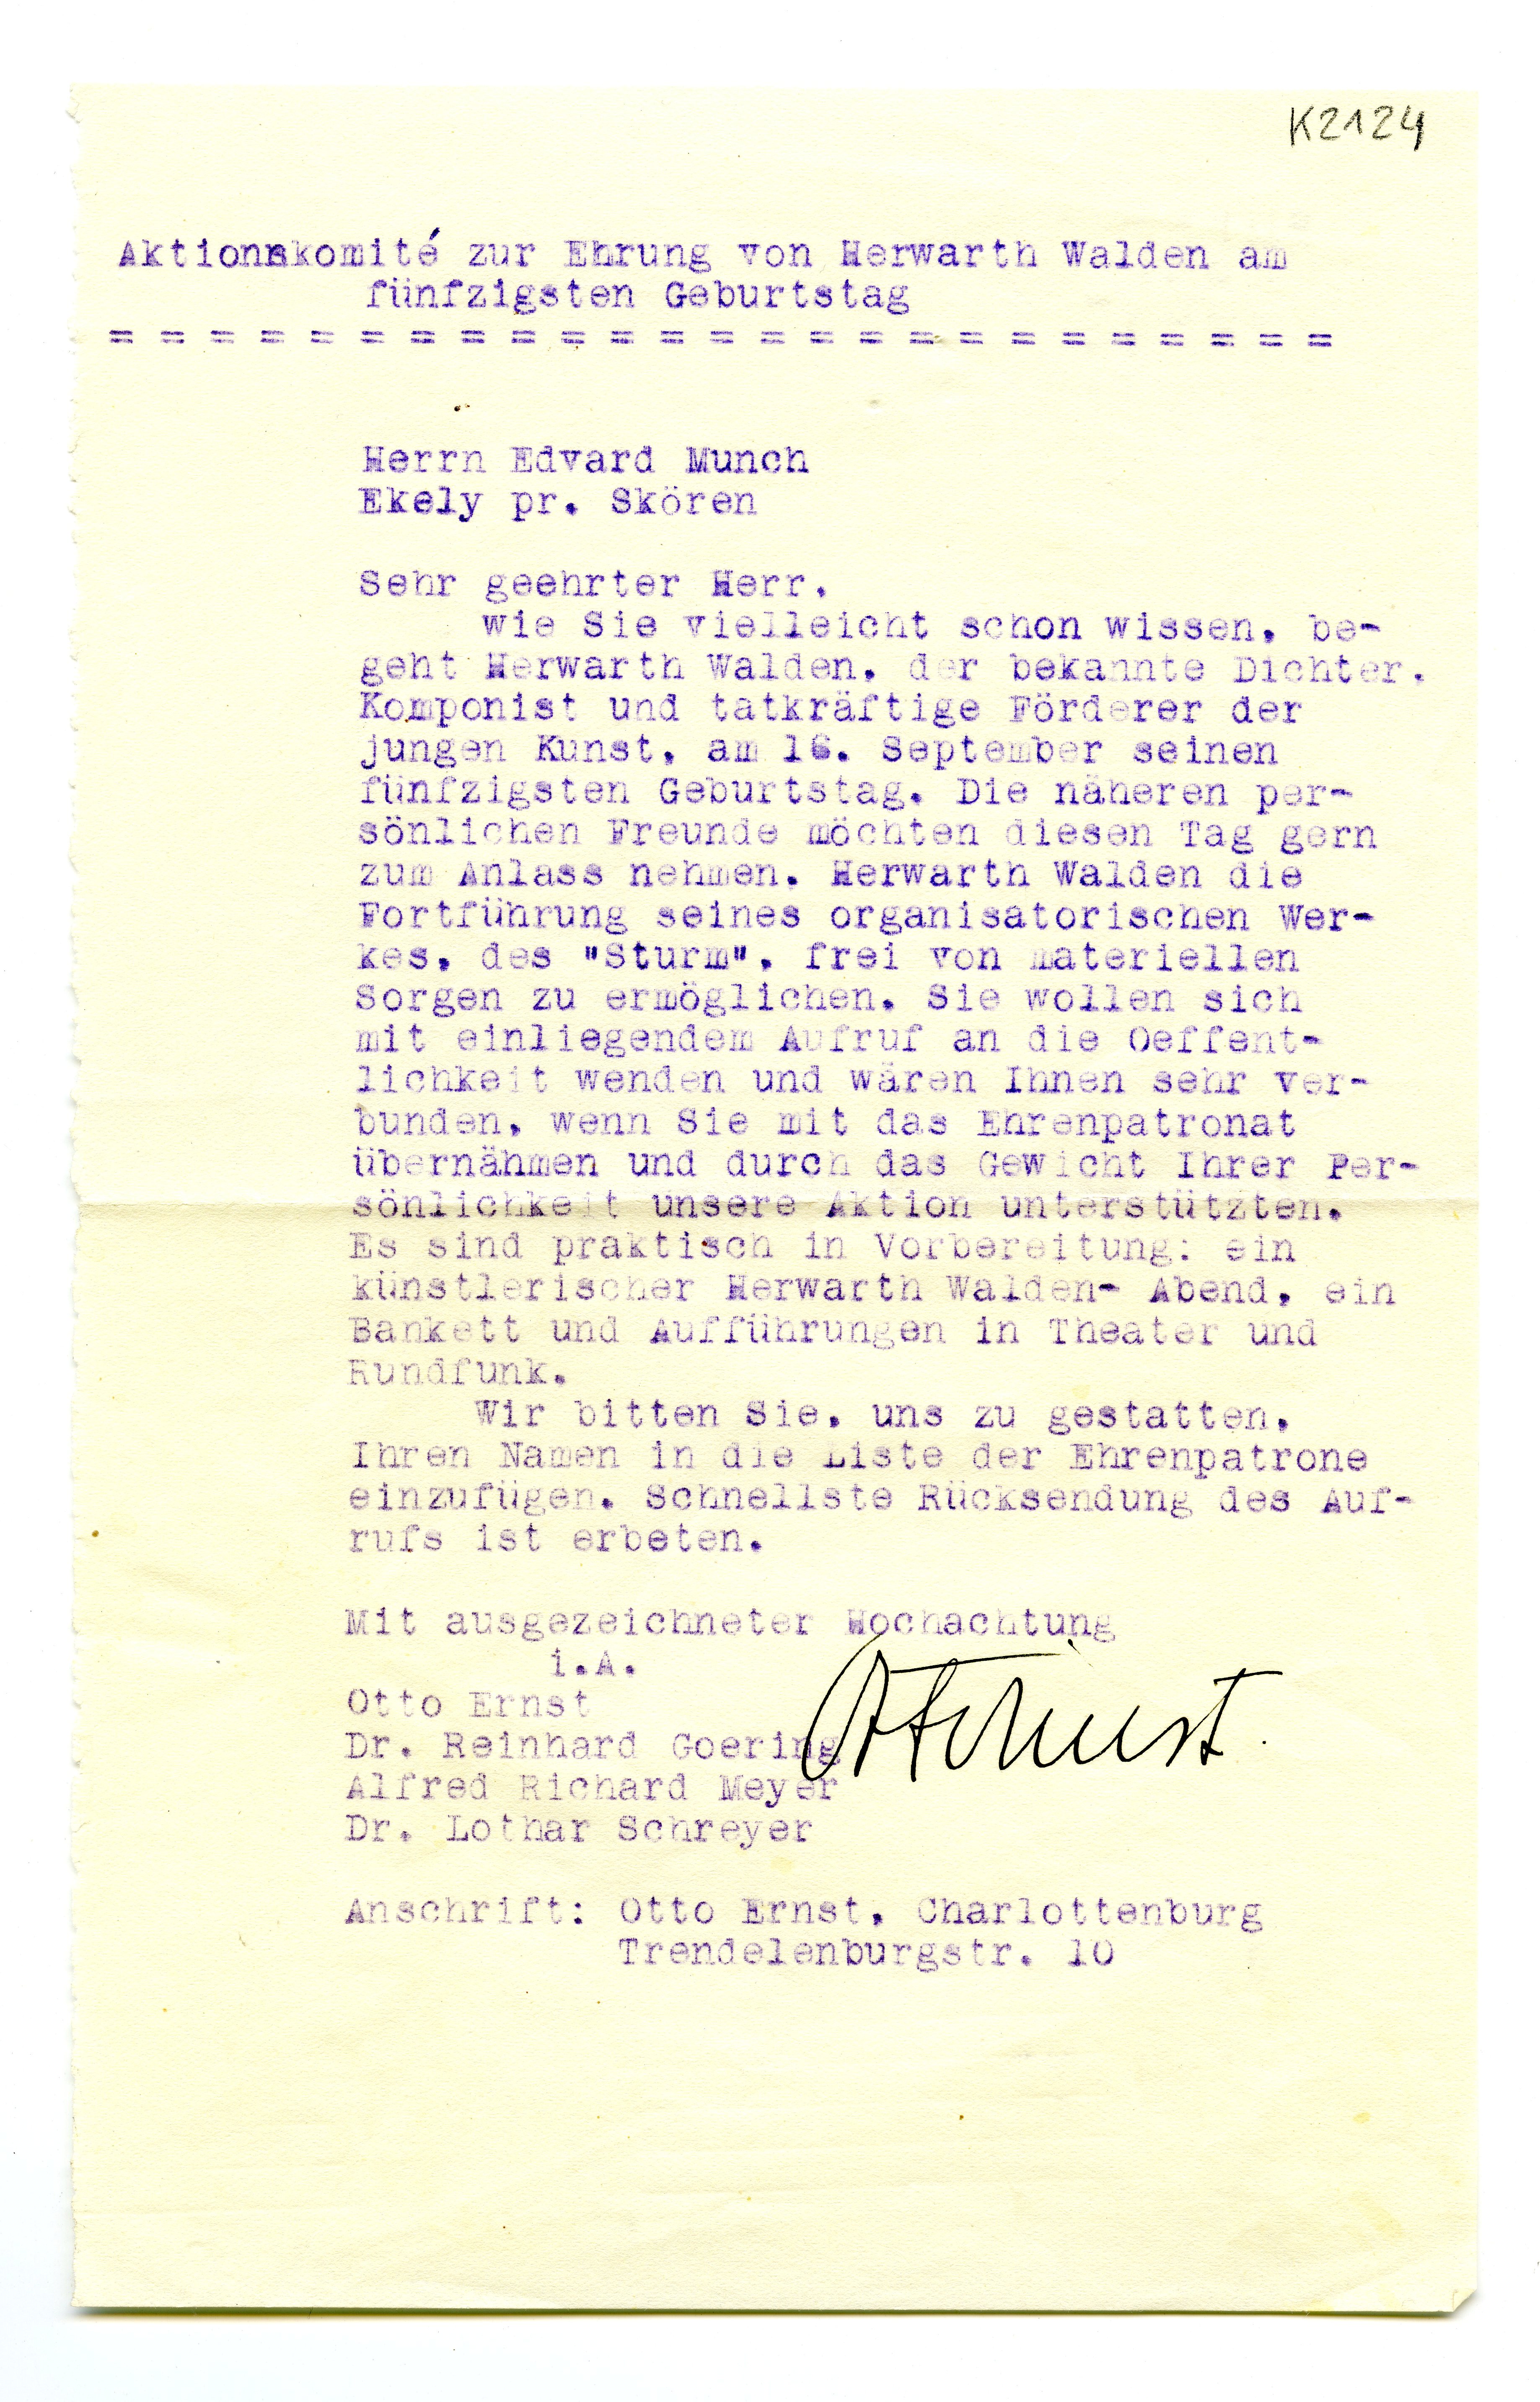 K2124
Aktionskomité zur Ehrung von Herwarth Walden am
fünfzigsten Geburtstag
= = = = = = = = = = = = = = = = = = = = = = = = =
Herrn Edvard Munch
Ekely pr. Skören
Sehr geehrter Herr,
wie Sie vielleicht schon wissen, be-
geht Herwarth Walden, der bekannte Dichter,
Komponist und tatkräftige Förderer der
jungen Kunst, am 16. September seinen
fünfzigsten Geburtstag. Die näheren per-
sönlichen Freunde möchten diesen Tag gern
zum Anlass nehmen, Herwarth Walden die
Fortführung seines organisatorischen Wer-
kes, des "Sturm", frei von materiellen
Sorgen zu ermöglichen. Sie wollen sich
mit einliegendem Aufruf an die Oeffent-
lichkeit wenden und wären Ihnen sehr ver-
bunden, wenn Sie mit das Ehrenpatronat
übernähmen und durch das Gewicht Ihrer Per-
sönlichkeit unsere Aktion unterstützten.
Es sind praktisch in Vorbereitung: ein
künstlerischer Herwarth Walden- Abend, ein
Bankett und Aufführungen in Theater und
Rundfunk.
Wir bitten Sie, uns zu gestatten,
Ihren Namen in die Liste der Ehrenpatrone
einzufügen. Schnellste Rücksendung des Auf-
rufs ist erbeten.
Mit ausgezeichneter Hochachtung
i.A.
Otto Ernst
Dr. Reinhard Goering
Alfred Richard Meyer
Dr. Lothar Schreyer
Otto Ernst.
Anschrift: Otto Ernst, Charlottenburg
Trendelenburgstr. 10